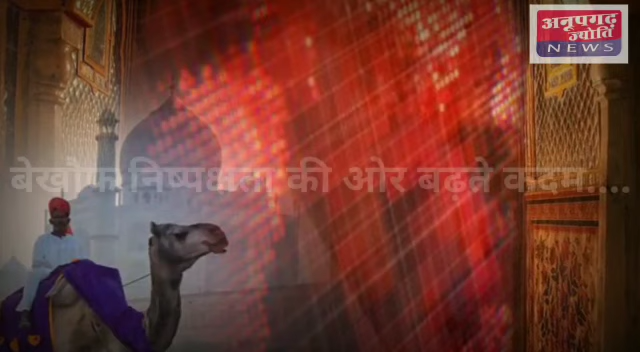 अनूपगढ़
ज्योति
NEWS
बेखौफ निष्पक्षता की ओर बढ़ते कदम....